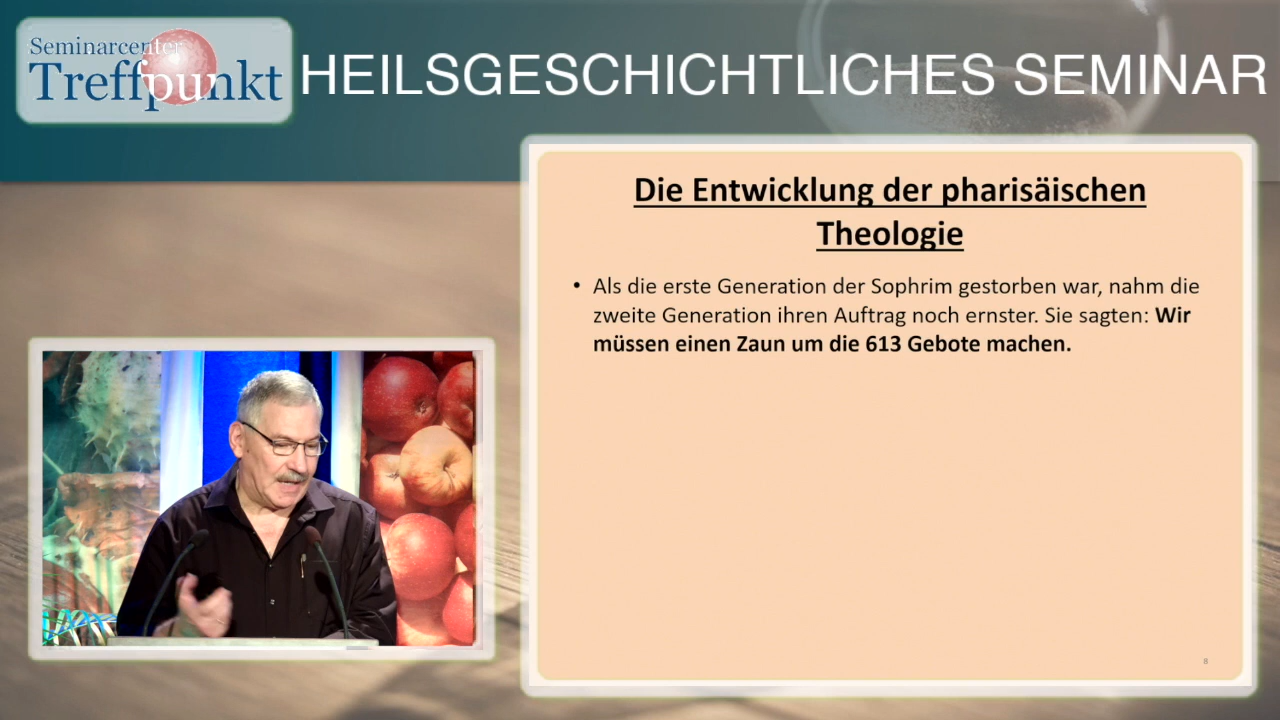 Seminarcenter
Treffpunkt
HEILSGESCHICHTLICHES SEMINAR
Die Entwicklung der pharisäischen
Theologie
• Als die erste Generation der Sophrim gestorben war, nahm die
zweite Generation ihren Auftrag noch ernster. Sie sagten: Wir
müssen einen Zaun um die 613 Gebote machen.
8